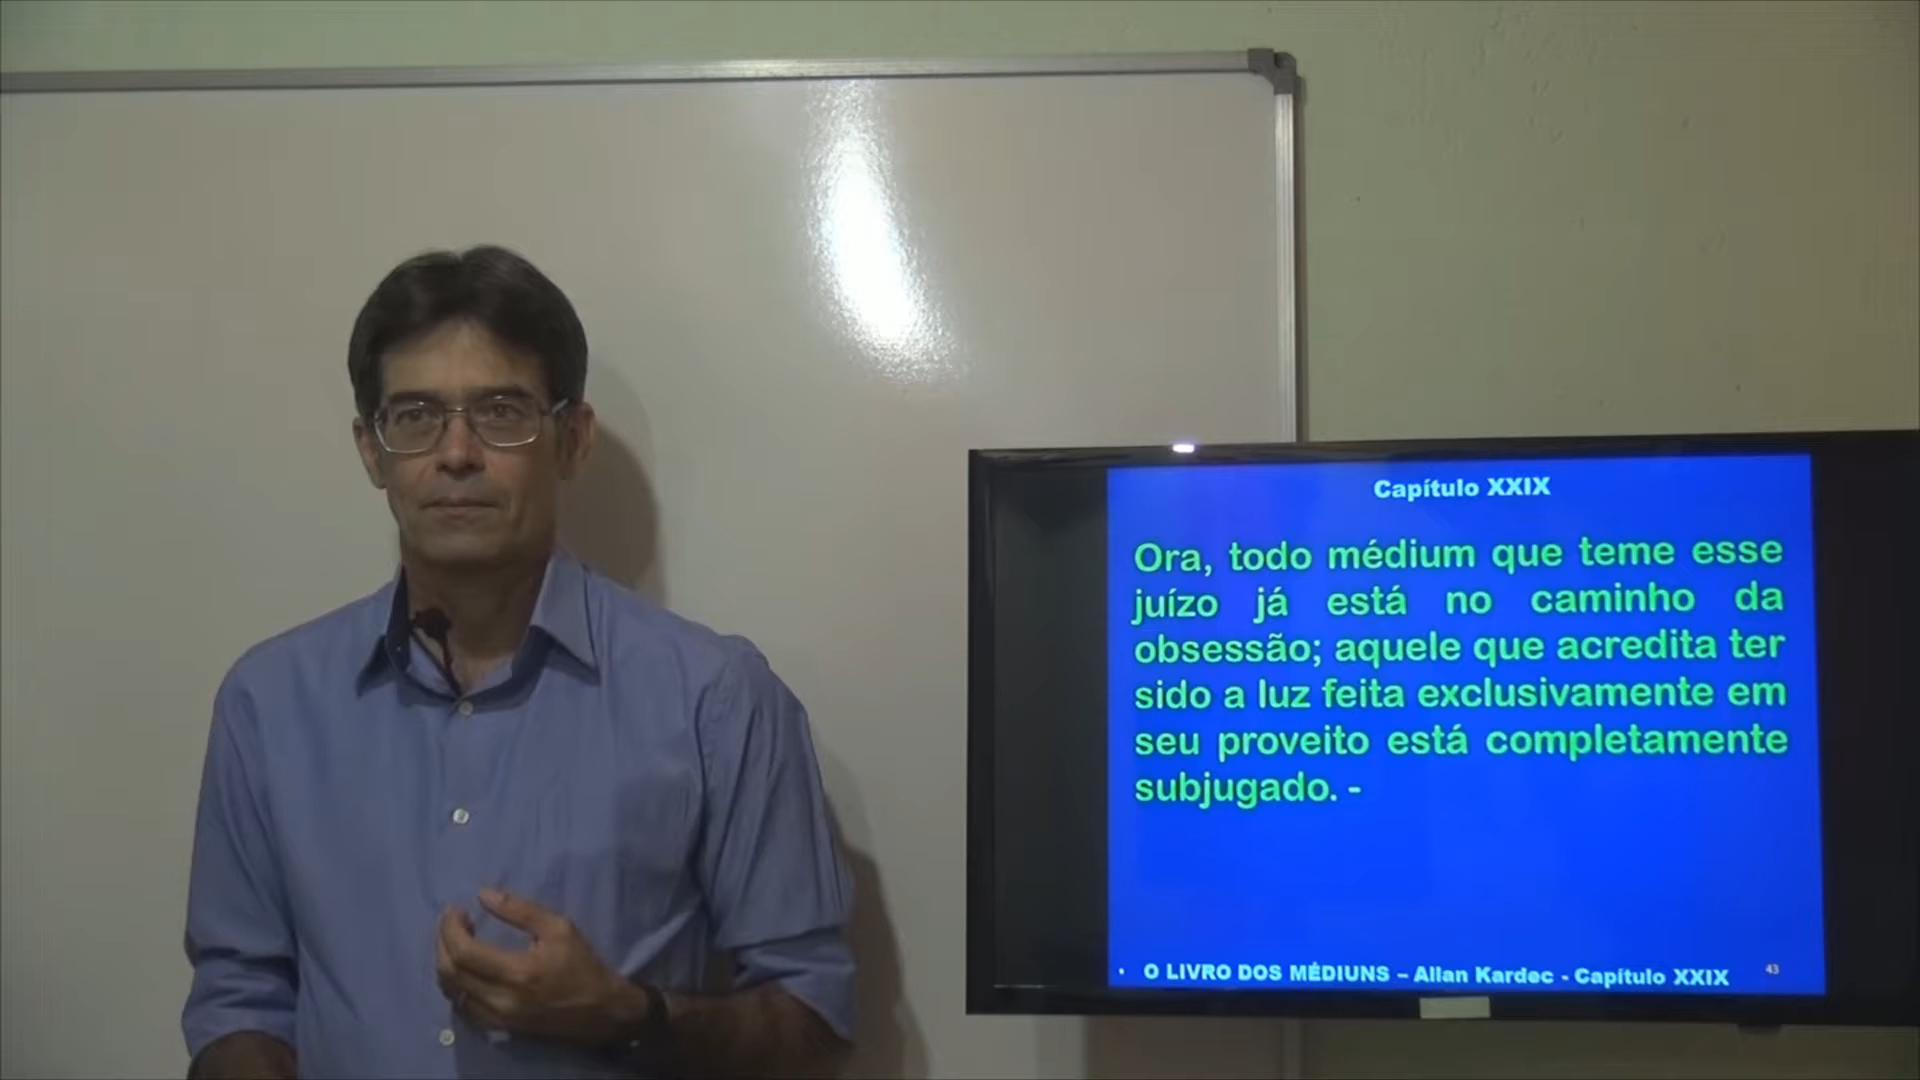 Capítulo XXIX
Ora, todo médium que teme esse
juízo já está no caminho da
obsessão; aquele que acredita ter
sido a luz feita exclusivamente em
seu proveito está completamente
subjugado. -
• O LIVRO DOS MÉDIUNS – Allan Kardec - Capítulo XXIX 43